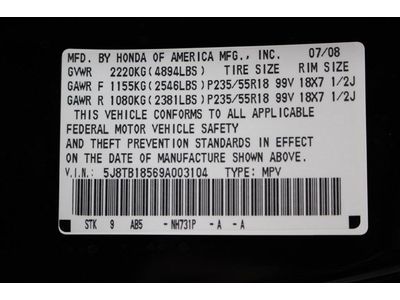 MFD. BY HONDA OF AMERICA MFG., INC. 07/08
GVWR 2220KG(4894LBS) TIRE SIZE RIM SIZE
GAWR F 1155KG(2546LBS)P235/55R18 99V 18X7 1/2J
GAWR R 1080KG(2381LBS)P235/55R18 99V 18X7 1/2J
THIS VEHICLE CONFORMS TO ALL APPLICABLE
FEDERAL MOTOR VEHICLE SAFETY
AND THEFT PREVENTION STANDARDS IN EFFECT
ON THE DATE OF MANUFACTURE SHOWN ABOVE.
V.I.N.: 5J8TB18569A003104 TYPE: MPV
STK 9 AB5 -NH731P -A -A